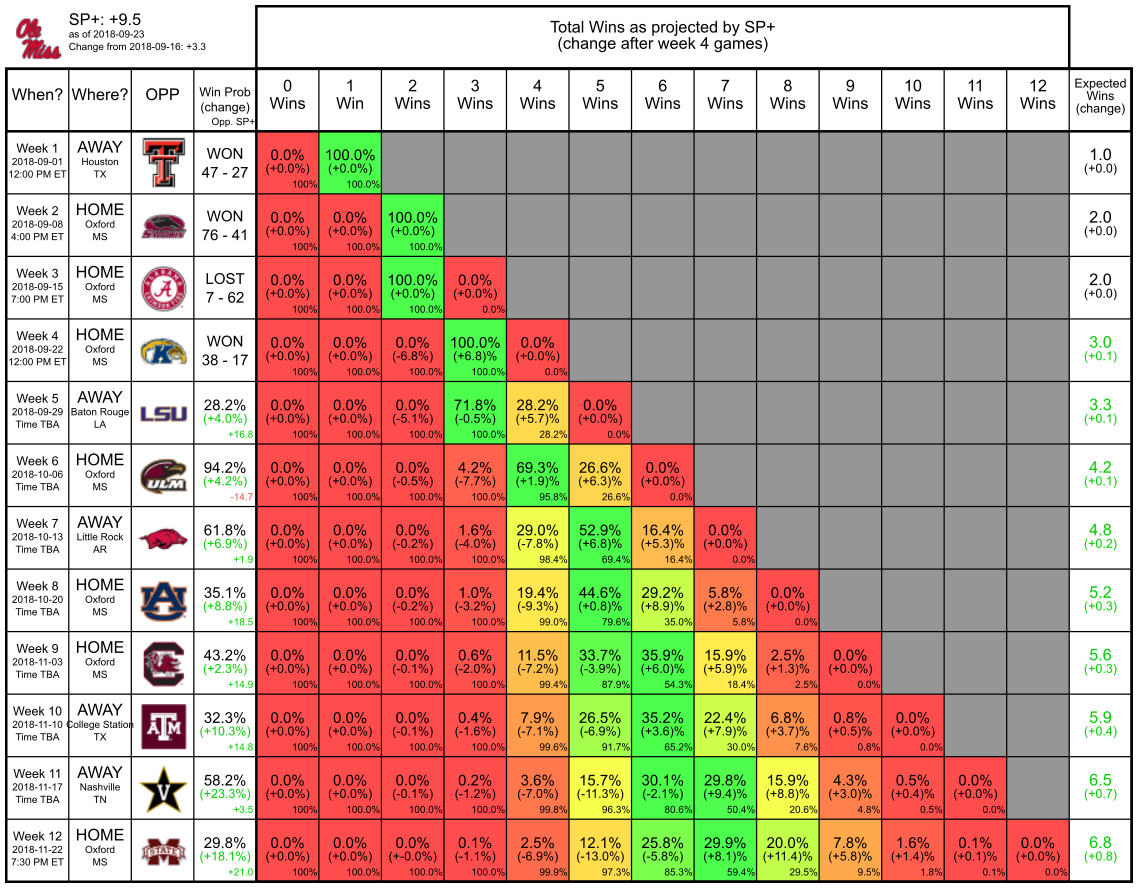 Ole Miss
SP+: +9.5
as of 2018-09-23
Change from 2018-09-16: +3.3
Total Wins as projected by SP+
(change after week 4 games)
When? Where? OPP Win Prob (change) Opp. SP+ 0 Wins 1 Win 2 Wins 3 Wins 4 Wins 5 Wins 6 Wins 7 Wins 8 Wins 9 Wins 10 Wins 11 Wins 12 Wins Expected Wins (change)
Week 1 AWAY WON 0.0% 100.0% 1.0
2018-09-01 Houston T (+0.0%) (+0.0%) (+0.0)
12:00 PM ET TX 47 - 27 100% 100.0%
Week 2 HOME WON 0.0% 0.0% 100.0% 2.0
2018-09-08 Oxford (+0.0%) (+0.0%) (+0.0%) (+0.0)
4:00 PM ET MS 76 - 41 100% 100.0% 100.0%
Week 3 HOME LOST 0.0% 0.0% 100.0% 0.0% 2.0
2018-09-15 Oxford A (+0.0%) (+0.0%) (+0.0%) (+0.0%) (+0.0)
7:00 PM ET MS 7 - 62 100% 100.0% 100.0% 0.0%
Week 4 HOME WON 0.0% 0.0% 0.0% 100.0% 0.0% 3.0
2018-09-22 Oxford K (+0.0%) (+0.0%) (-6.8%) (+6.8)% (+0.0%) (+0.1)
12:00 PM ET MS 38 - 17 100% 100.0% 100.0% 100.0% 0.0%
Week 5 AWAY 28.2% 0.0% 0.0% 0.0% 71.8% 28.2% 0.0% 3.3
2018-09-29 Baton Rouge LSU (+4.0%) (+0.0%) (+0.0%) (-5.1%) (-0.5%) (+5.7)% (+0.0%) (+0.1)
Time TBA LA +16.8 100% 100.0% 100.0% 100.0% 28.2% 0.0%
Week 6 HOME 94.2% 0.0% 0.0% 0.0% 4.2% 69.3% 26.6% 0.0% 4.2
2018-10-06 Oxford ULM (+4.2%) (+0.0%) (+0.0%) (-0.5%) (-7.7%) (+1.9)% (+6.3)% (+0.0%) (+0.1)
Time TBA MS -14.7 100% 100.0% 100.0% 100.0% 95.8% 26.6% 0.0%
Week 7 AWAY 61.8% 0.0% 0.0% 0.0% 1.6% 29.0% 52.9% 16.4% 0.0% 4.8
2018-10-13 Little Rock (+6.9%) (+0.0%) (+0.0%) (-0.2%) (-4.0%) (-7.8%) (+6.8)% (+5.3)% (+0.0%) (+0.2)
Time TBA AR +1.9 100% 100.0% 100.0% 100.0% 98.4% 69.4% 16.4% 0.0%
Week 8 HOME 35.1% 0.0% 0.0% 0.0% 1.0% 19.4% 44.6% 29.2% 5.8% 0.0% 5.2
2018-10-20 Oxford AU (+8.8%) (+0.0%) (+0.0%) (-0.2%) (-3.2%) (-9.3%) (+0.8)% (+8.9)% (+2.8)% (+0.0%) (+0.3)
Time TBA MS +18.5 100% 100.0% 100.0% 100.0% 99.0% 79.6% 35.0% 5.8% 0.0%
Week 9 HOME 43.2% 0.0% 0.0% 0.0% 0.6% 11.5% 33.7% 35.9% 15.9% 2.5% 0.0% 5.6
2018-11-03 Oxford C (+2.3%) (+0.0%) (+0.0%) (-0.1%) (-2.0%) (-7.2%) (-3.9%) (+6.0)% (+5.9)% (+1.3)% (+0.0%) (+0.3)
Time TBA MS +14.9 100% 100.0% 100.0% 100.0% 99.4% 87.9% 54.3% 18.4% 2.5% 0.0%
Week 10 AWAY 32.3% 0.0% 0.0% 0.0% 0.4% 7.9% 26.5% 35.2% 22.4% 6.8% 0.8% 0.0% 5.9
2018-11-10 College Station ATM (+10.3%) (+0.0%) (+0.0%) (-0.1%) (-1.6%) (-7.1%) (-6.9%) (+3.6)% (+7.9)% (+3.7)% (+0.5)% (+0.0%) (+0.4)
Time TBA TX +14.8 100% 100.0% 100.0% 100.0% 99.6% 91.7% 65.2% 30.0% 7.6% 0.8% 0.0%
Week 11 AWAY 58.2% 0.0% 0.0% 0.0% 0.2% 3.6% 15.7% 30.1% 29.8% 15.9% 4.3% 0.5% 0.0% 6.5
2018-11-17 Nashville V (+23.3%) (+0.0%) (+0.0%) (-0.1%) (-1.2%) (-7.0%) (-11.3%) (-2.1%) (+9.4)% (+8.8)% (+3.0)% (+0.4)% (+0.0%) (+0.7)
Time TBA TN +3.5 100% 100.0% 100.0% 100.0% 99.8% 96.3% 80.6% 50.4% 20.6% 4.8% 0.5% 0.0%
Week 12 HOME 29.8% 0.0% 0.0% 0.0% 0.1% 2.5% 12.1% 25.8% 29.9% 20.0% 7.8% 1.6% 0.1% 0.0% 6.8
2018-11-22 Oxford STATE (+18.1%) (+0.0%) (+0.0%) (+-0.0%) (-1.1%) (-6.9%) (-13.0%) (-5.8%) (+8.1)% (+11.4)% (+5.8)% (+1.4)% (+0.1)% (+0.0%) (+0.8)
7:30 PM ET MS +21.0 100% 100.0% 100.0% 100.0% 99.9% 97.3% 85.3% 59.4% 29.5% 9.5% 1.8% 0.1% 0.0%